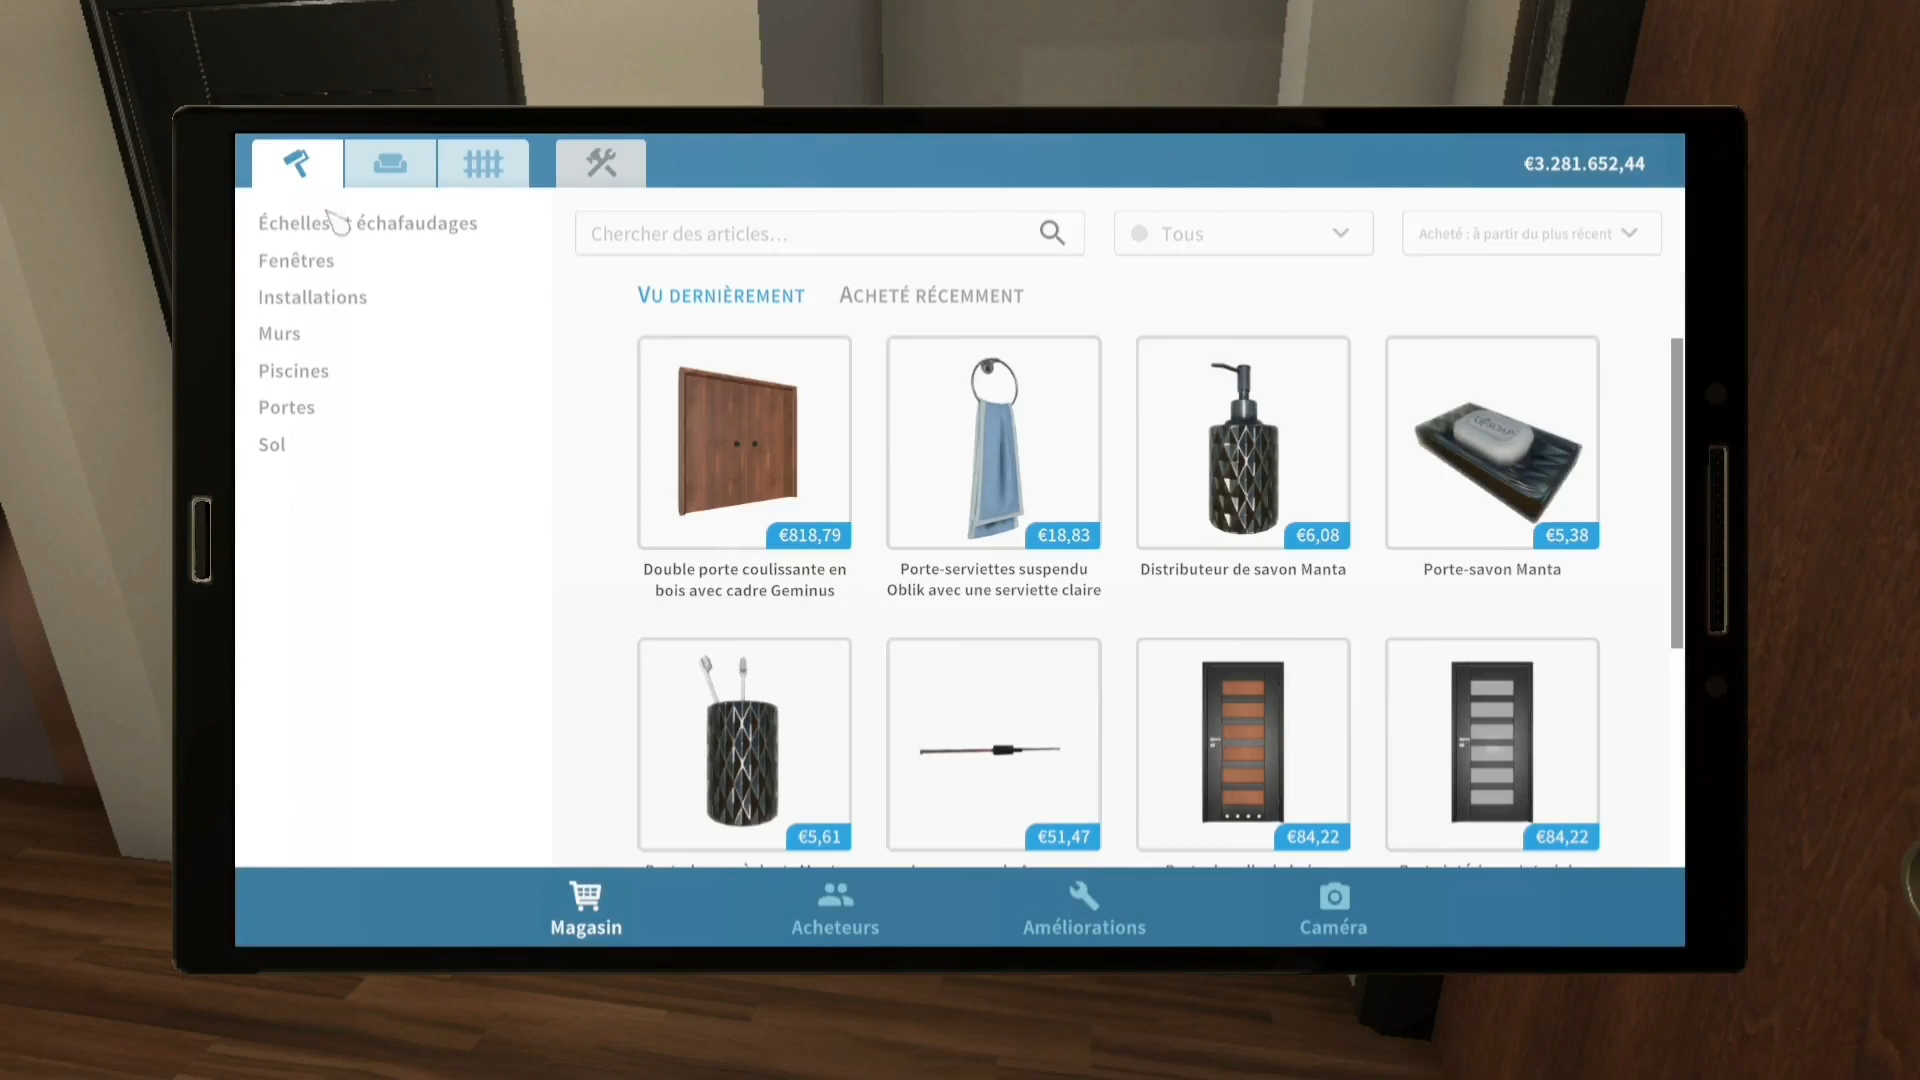 €3.281.652,44
Échelles et échafaudages
Fenêtres
Installations
Murs
Piscines
Portes
Sol
Chercher des articles...
Tous
Acheté : à partir du plus récent
VU DERNIÈREMENT
ACHETÉ RÉCEMMENT
€818,79
€18,83
€6,08
€5,38
Double porte coulissante en
bois avec cadre Geminus
Porte-serviettes suspendu
Oblik avec une serviette claire
Distributeur de savon Manta
Porte-savon Manta
€5,61
€51,47
€84,22
€84,22
Magasin
Acheteurs
Améliorations
Caméra